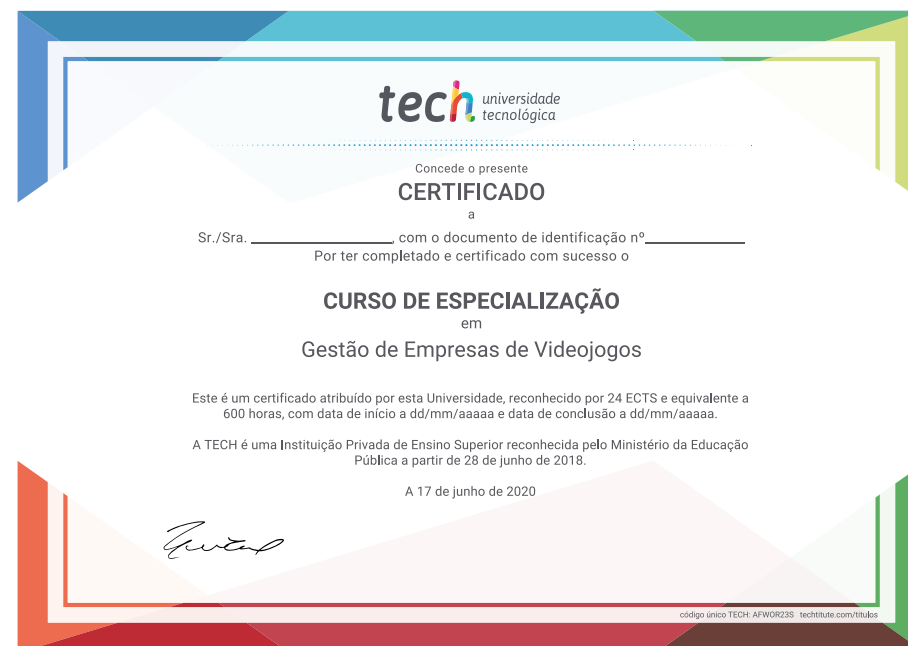 tech universidade
tecnológica
Concede o presente
CERTIFICADO
a
Sr./Sra. ____________________, com o documento de identificação nº______________
Por ter completado e certificado com sucesso o
CURSO DE ESPECIALIZAÇÃO
em
Gestão de Empresas de Videojogos
Este é um certificado atribuído por esta Universidade, reconhecido por 24 ECTS e equivalente a
600 horas, com data de início a dd/mm/aaaaa e data de conclusão a dd/mm/aaaaa.
A TECH é uma Instituição Privada de Ensino Superior reconhecida pelo Ministério da Educação
Pública a partir de 28 de junho de 2018.
A 17 de junho de 2020
código único TECH: AFWOR23S techtitute.com/titulos